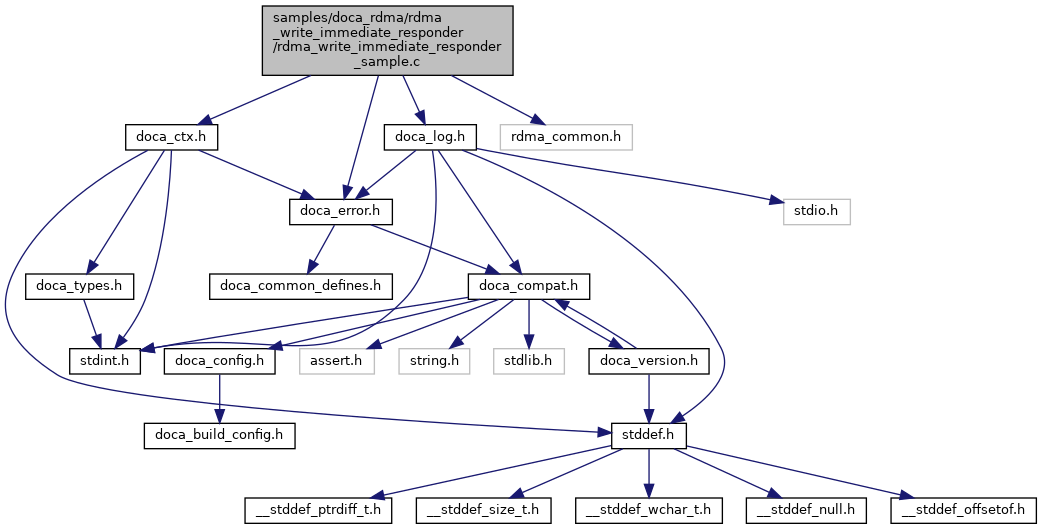 samples/doca_rdma/rdma
_write_immediate_responder
/rdma_write_immediate_responder
_sample.c
doca_ctx.h
doca_log.h
rdma_common.h
doca_error.h
stdio.h
doca_types.h
doca_common_defines.h
doca_compat.h
stdint.h
doca_config.h
assert.h
string.h
stdlib.h
doca_version.h
doca_build_config.h
stddef.h
__stddef_ptrdiff_t.h
__stddef_size_t.h
__stddef_wchar_t.h
__stddef_null.h
__stddef_offsetof.h